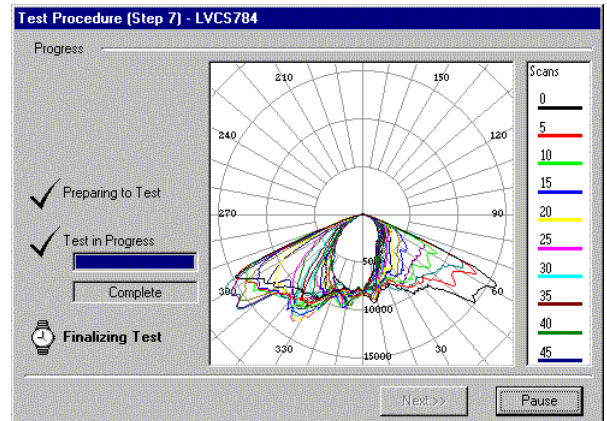 Test Procedure (Step 7) - LVCS784
Progress
Preparing to Test
Test in Progress
Complete
Finalizing Test
210
150
240
120
270
90
300
60
330
30
5000
10000
15000
Scans
0
5
10
15
20
25
30
35
40
45
Next >>
Pause